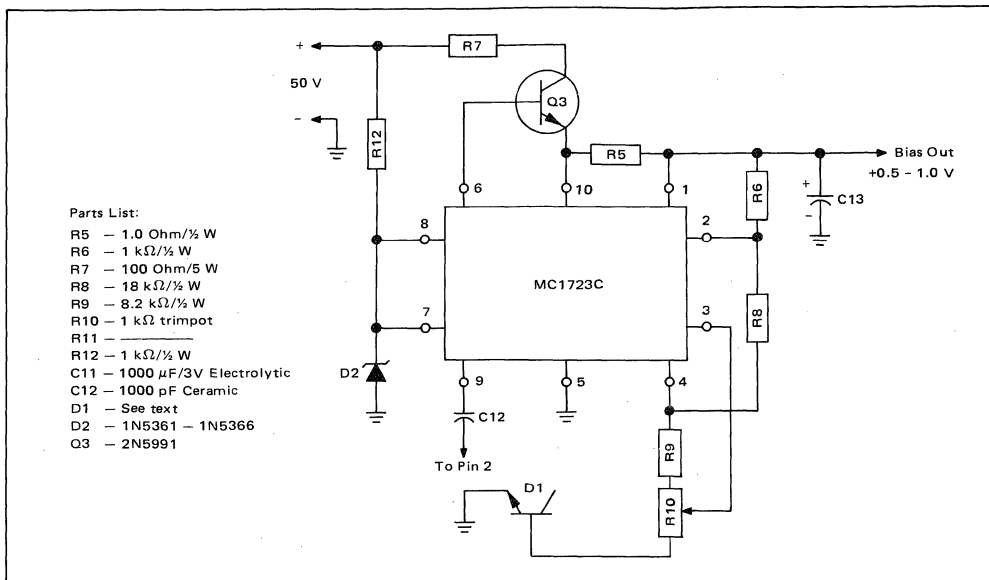 +
50 V
-
R7
Q3
R12
R5
Bias Out
+0.5 – 1.0 V
R6
+
-
C13
6
10
1
8
2
MC1723C
7
3
R8
D2
9
5
4
C12
To Pin 2
R9
D1
R10
Parts List:
R5 – 1.0 Ohm/½ W
R6 – 1 kΩ/½ W
R7 – 100 Ohm/5 W
R8 – 18 kΩ/½ W
R9 – 8.2 kΩ/½ W
R10 – 1 kΩ trimpot
R11 – ————
R12 – 1 kΩ/½ W
C11 – 1000 μF/3V Electrolytic
C12 – 1000 pF Ceramic
D1 – See text
D2 – 1N5361 – 1N5366
Q3 – 2N5991